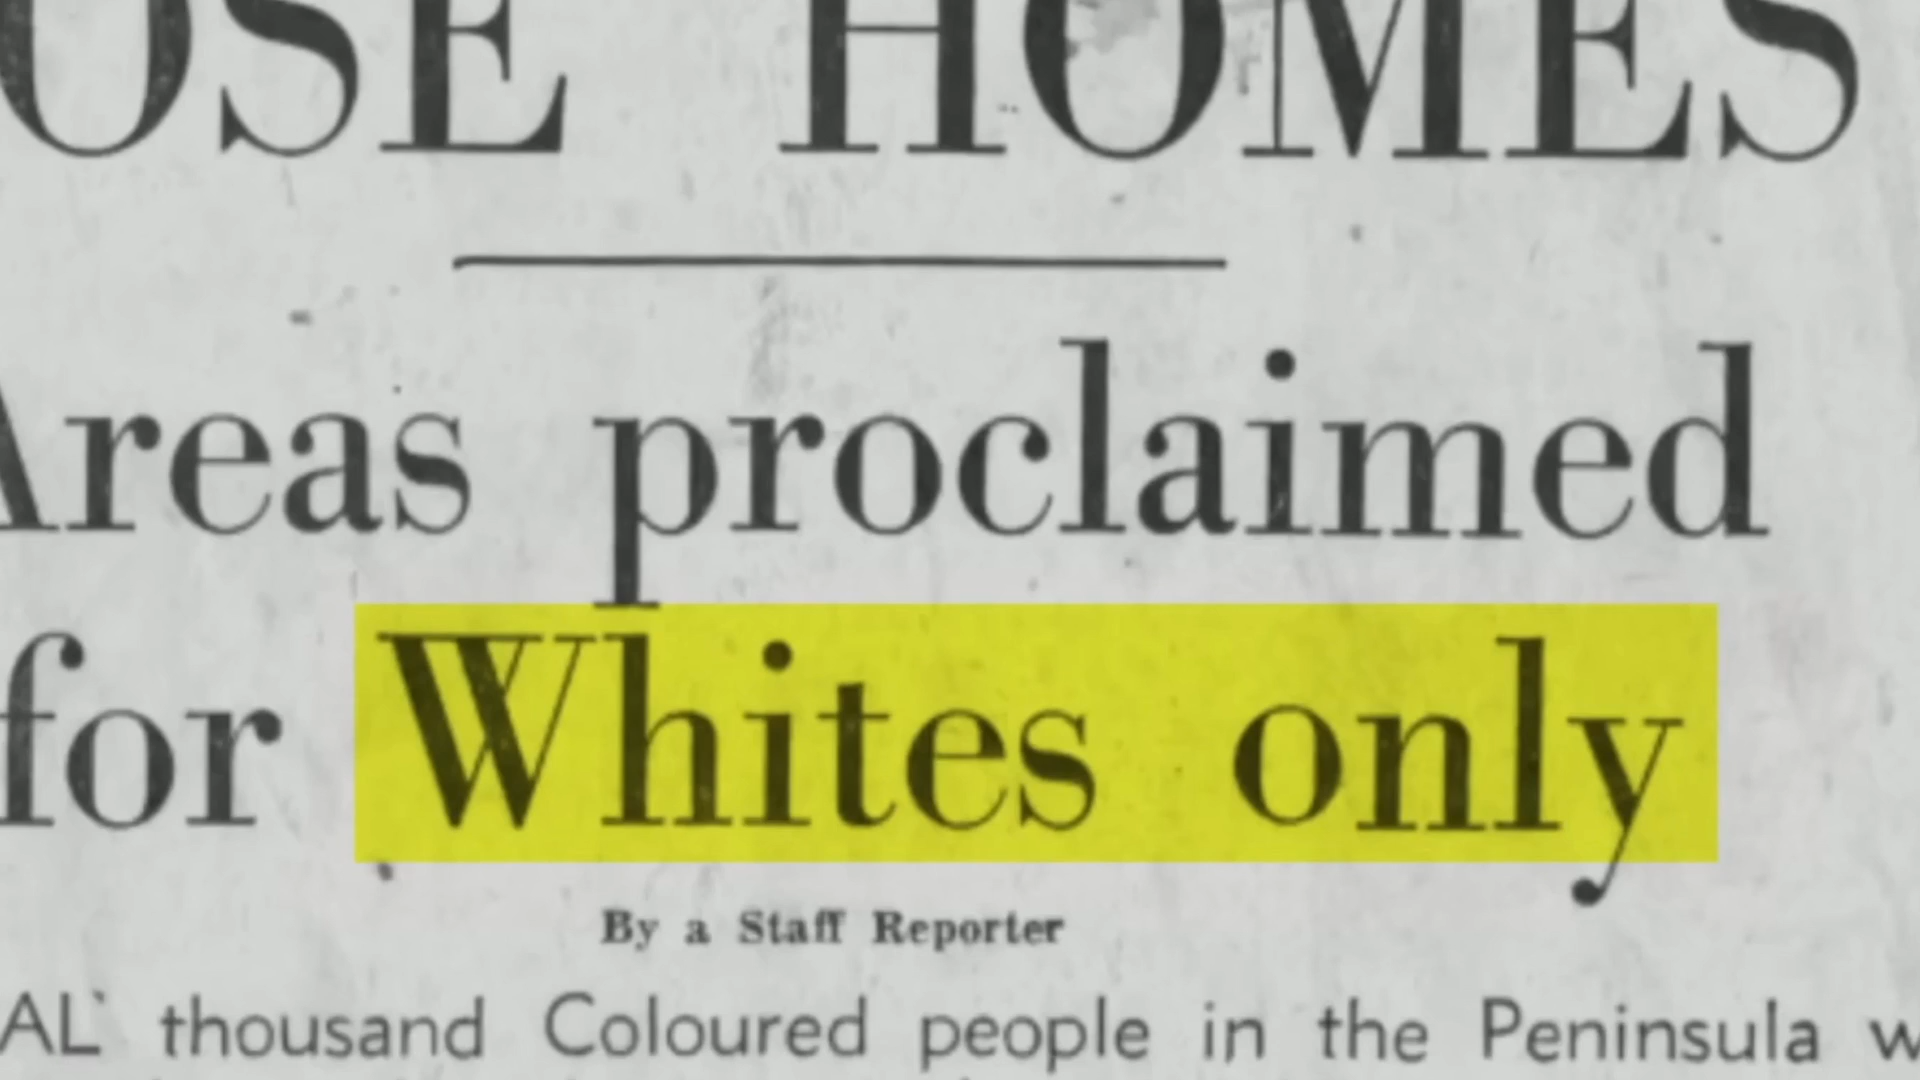 OSE HOMES
Areas proclaimed
for Whites only
By a Staff Reporter
AL thousand Coloured people in the Peninsula w